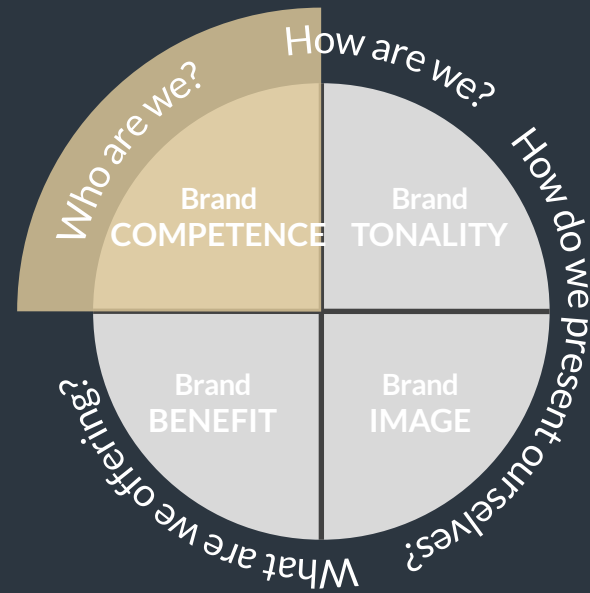 Who are we?
How are we?
How do we present ourselves?
What are we offering?
Brand
COMPETENCE
Brand
TONALITY
Brand
BENEFIT
Brand
IMAGE